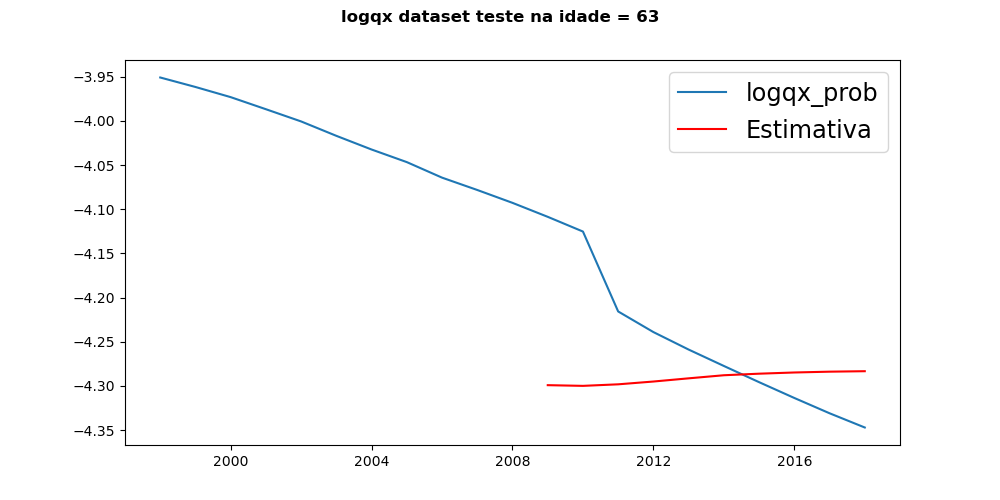 logqx dataset teste na idade = 63
logqx_prob
Estimativa
−3.95
−4.00
−4.05
−4.10
−4.15
−4.20
−4.25
−4.30
−4.35
2000 2004 2008 2012 2016